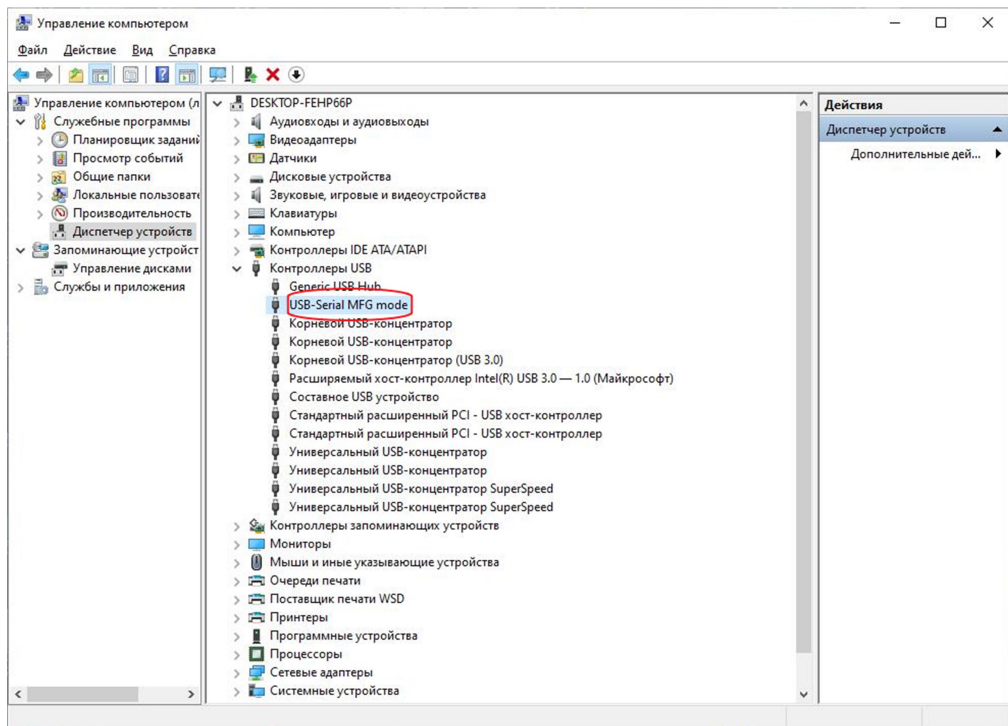 Управление компьютером
Файл Действие Вид Справка
Управление компьютером (л
Служебные программы
Планировщик заданий
Просмотр событий
Общие папки
Локальные пользовате
Производительность
Диспетчер устройств
Запоминающие устройст
Управление дисками
Службы и приложения
DESKTOP-FEHP66P
Аудиовходы и аудиовыходы
Видеоадаптеры
Датчики
Дисковые устройства
Звуковые, игровые и видеоустройства
Клавиатуры
Компьютер
Контроллеры IDE ATA/ATAPI
Контроллеры USB
Generic USB Hub
USB-Serial MFG mode
Корневой USB-концентратор
Корневой USB-концентратор
Корневой USB-концентратор (USB 3.0)
Расширяемый хост-контроллер Intel(R) USB 3.0 — 1.0 (Майкрософт)
Составное USB устройство
Стандартный расширенный PCI - USB хост-контроллер
Стандартный расширенный PCI - USB хост-контроллер
Универсальный USB-концентратор
Универсальный USB-концентратор
Универсальный USB-концентратор SuperSpeed
Универсальный USB-концентратор SuperSpeed
Контроллеры запоминающих устройств
Мониторы
Мыши и иные указывающие устройства
Очереди печати
Поставщик печати WSD
Принтеры
Программные устройства
Процессоры
Сетевые адаптеры
Системные устройства
Действия
Диспетчер устройств
Дополнительные дей...